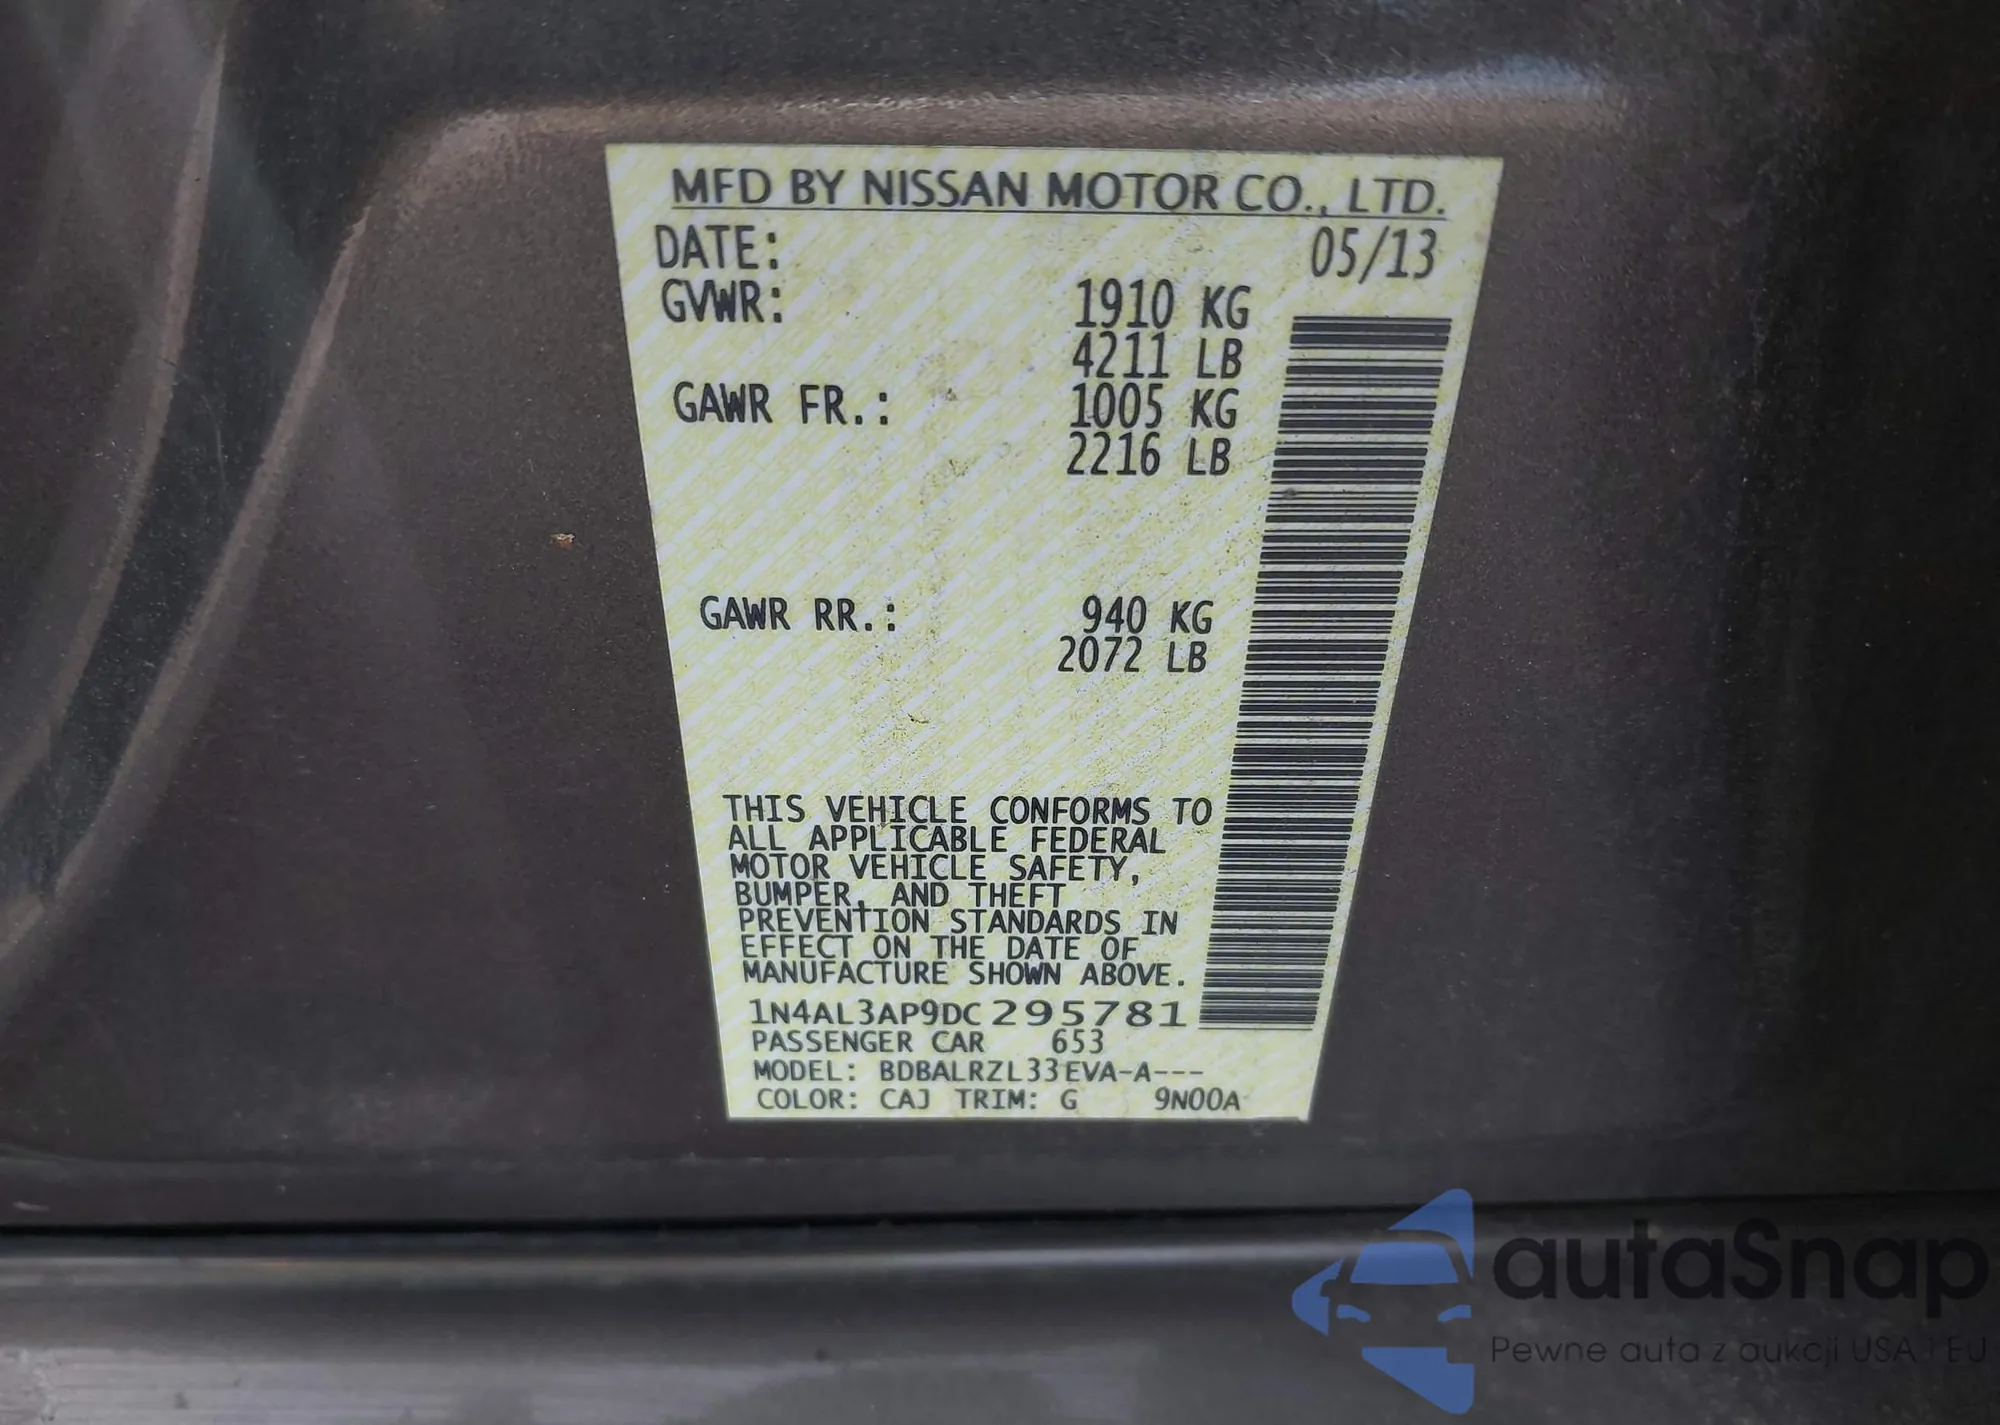 MFD BY NISSAN MOTOR CO., LTD.
DATE: 05/13
GVWR: 1910 KG
4211 LB
GAWR FR.: 1005 KG
2216 LB
GAWR RR.: 940 KG
2072 LB
THIS VEHICLE CONFORMS TO
ALL APPLICABLE FEDERAL
MOTOR VEHICLE SAFETY,
BUMPER, AND THEFT
PREVENTION STANDARDS IN
EFFECT ON THE DATE OF
MANUFACTURE SHOWN ABOVE.
1N4AL3AP9DC295781
PASSENGER CAR 653
MODEL: BDBALRZL33EVA-A---
COLOR: CAJ TRIM: G 9N00A
autaSnap
Pewne auta z aukcji USA i EU